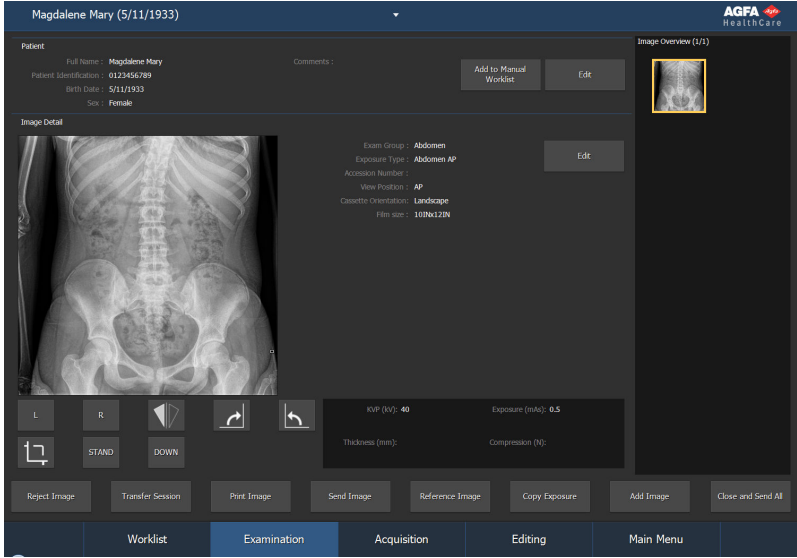 Magdalene Mary (5/11/1933)
AGFA
HealthCare
Patient
Full Name : Magdalene Mary
Patient Identification : 0123456789
Birth Date : 5/11/1933
Sex : Female
Comments :
Add to Manual
Worklist
Edit
Image Overview (1/1)
Image Detail
Exam Group : Abdomen
Exposure Type : Abdomen AP
Accession Number :
View Position : AP
Cassette Orientation: Landscape
Film size : 10INx12IN
Edit
L
R
STAND
DOWN
KVP (kV): 40
Exposure (mAs): 0.5
Thickness (mm):
Compression (N):
Reject Image
Transfer Session
Print Image
Send Image
Reference Image
Copy Exposure
Add Image
Close and Send All
Worklist
Examination
Acquisition
Editing
Main Menu